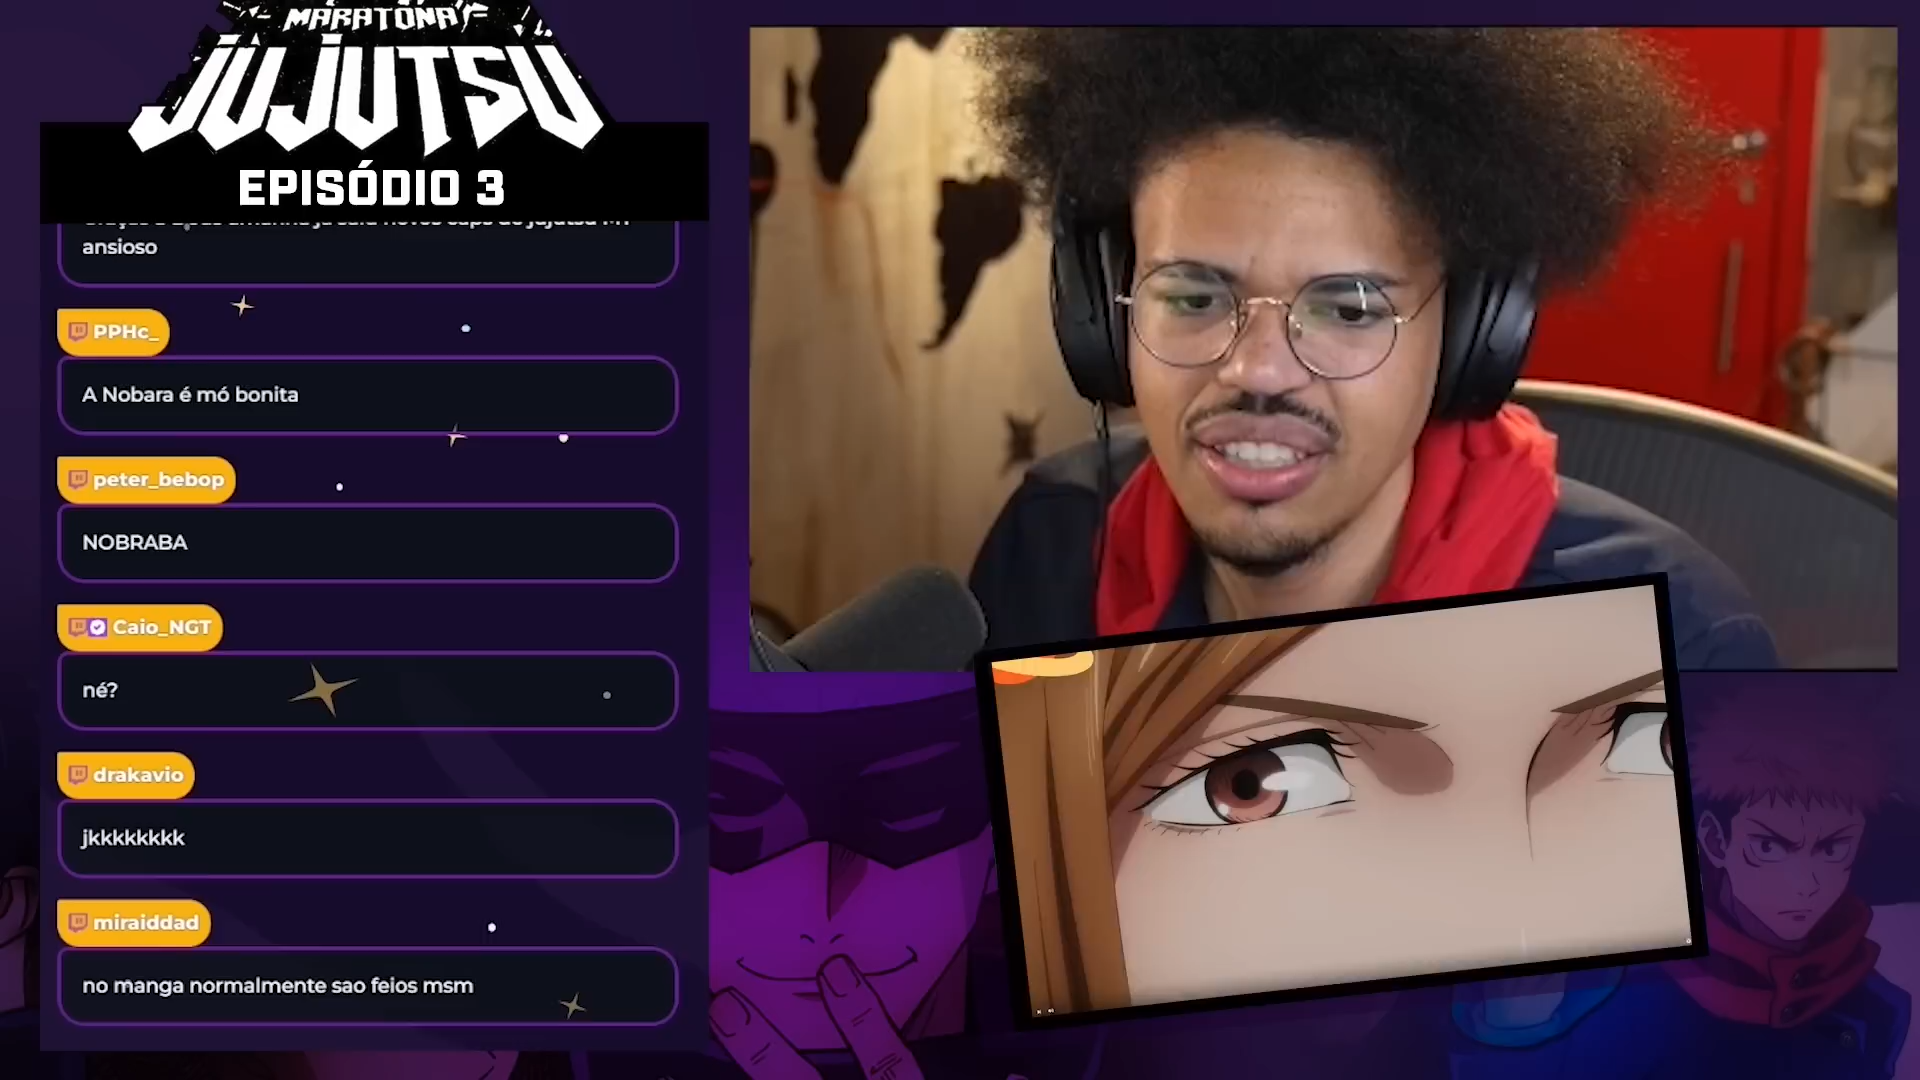 MARATONA
JUJUTSU
EPISÓDIO 3
ansioso
PPHc_
A Nobara é mó bonita
peter_bebop
NOBRABA
Caio_NGT
né?
drakavio
jkkkkkkkk
miraiddad
no manga normalmente sao feios msm